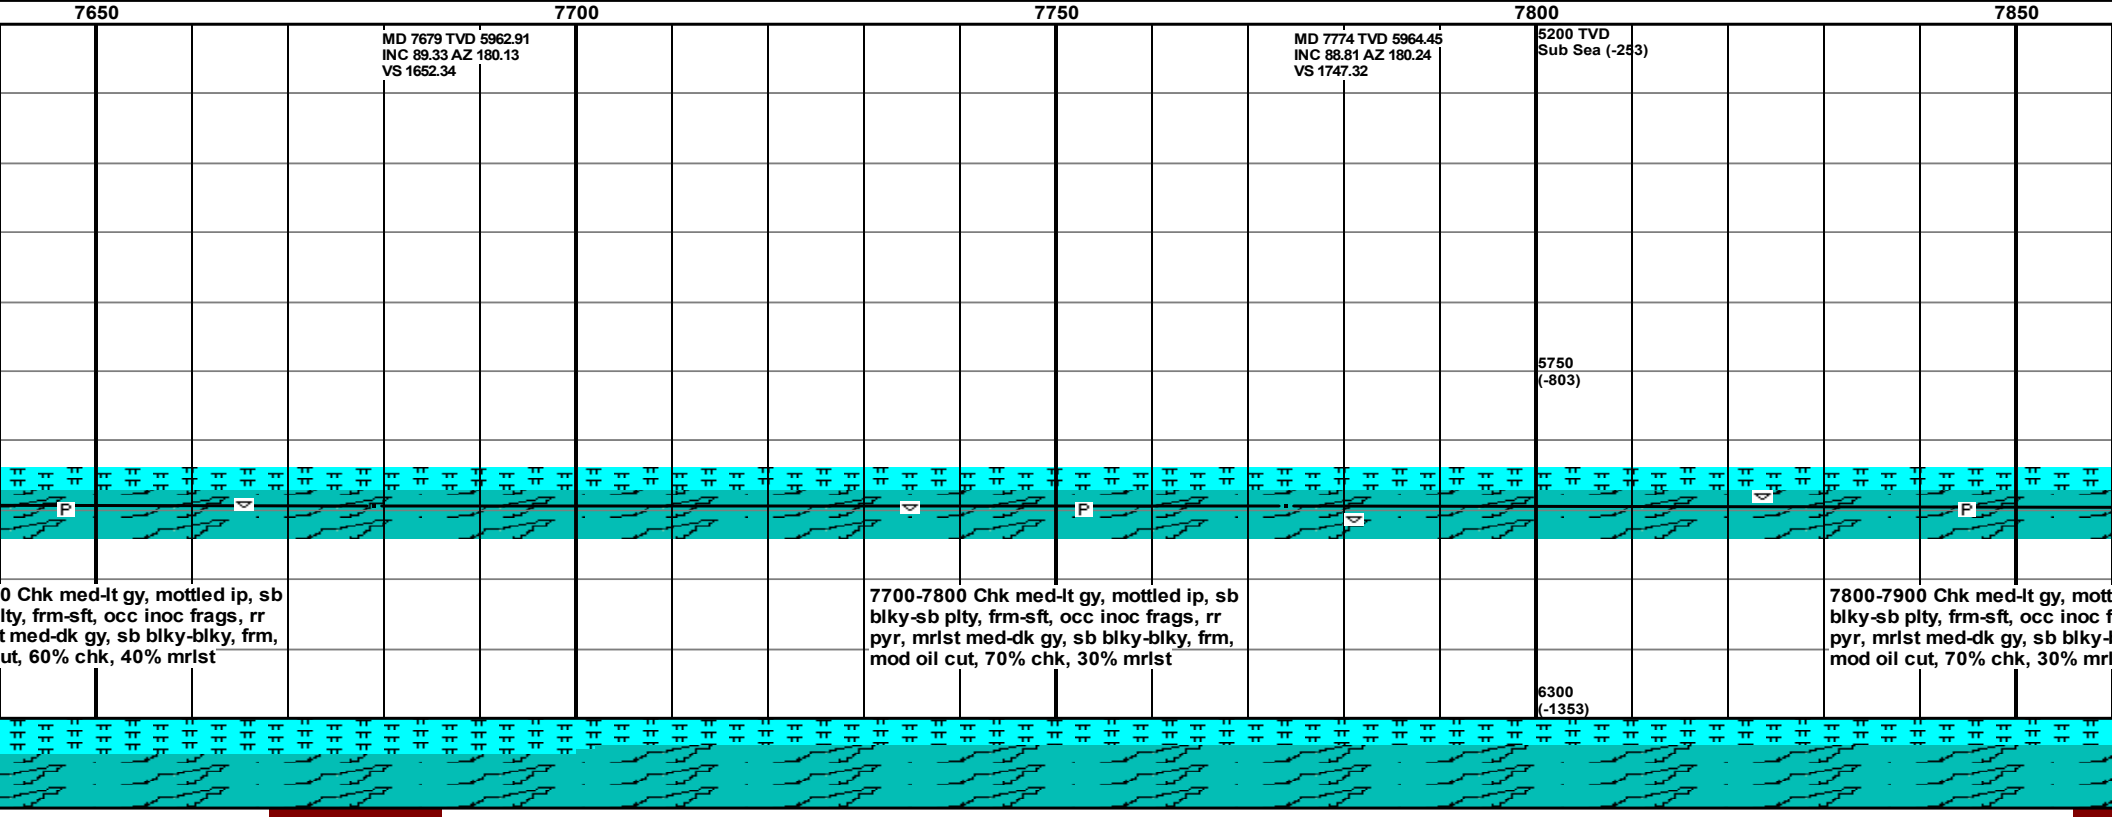 7650 7700 7750 7800 7850
MD 7679 TVD 5962.91
INC 89.33 AZ 180.13
VS 1652.34
MD 7774 TVD 5964.45
INC 88.81 AZ 180.24
VS 1747.32
5200 TVD
Sub Sea (-253)
5750
(-803)
P
P
P
0 Chk med-lt gy, mottled ip, sb
lty, frm-sft, occ inoc frags, rr
t med-dk gy, sb blky-blky, frm,
ut, 60% chk, 40% mrlst
7700-7800 Chk med-lt gy, mottled ip, sb
blky-sb plty, frm-sft, occ inoc frags, rr
pyr, mrlst med-dk gy, sb blky-blky, frm,
mod oil cut, 70% chk, 30% mrlst
7800-7900 Chk med-lt gy, mott
blky-sb plty, frm-sft, occ inoc f
pyr, mrlst med-dk gy, sb blky-
mod oil cut, 70% chk, 30% mrl
6300
(-1353)